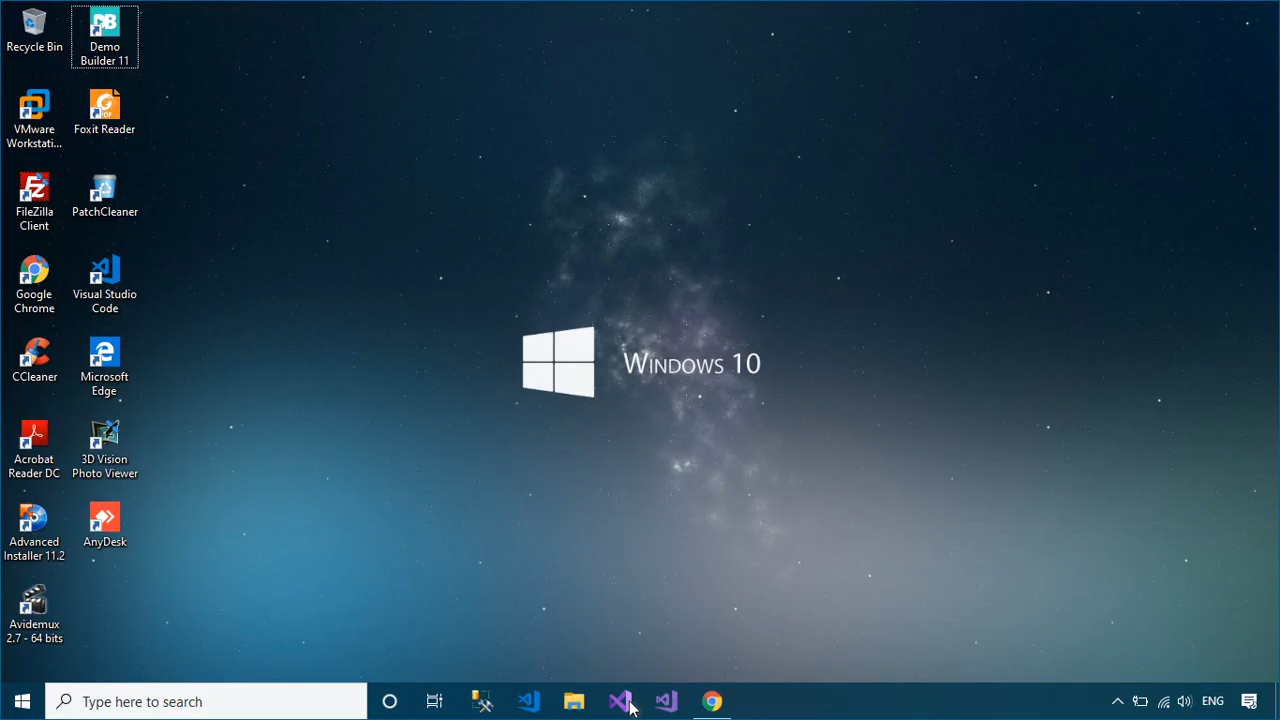 Recycle Bin
Demo
Builder 11
VMware
Workstati...
Foxit Reader
FileZilla
Client
PatchCleaner
Google
Chrome
Visual Studio
Code
CCleaner
Microsoft
Edge
Acrobat
Reader DC
3D Vision
Photo Viewer
Advanced
Installer 11.2
AnyDesk
Avidemux
2.7 - 64 bits
DB
PDF
Windows 10
Type here to search
ENG